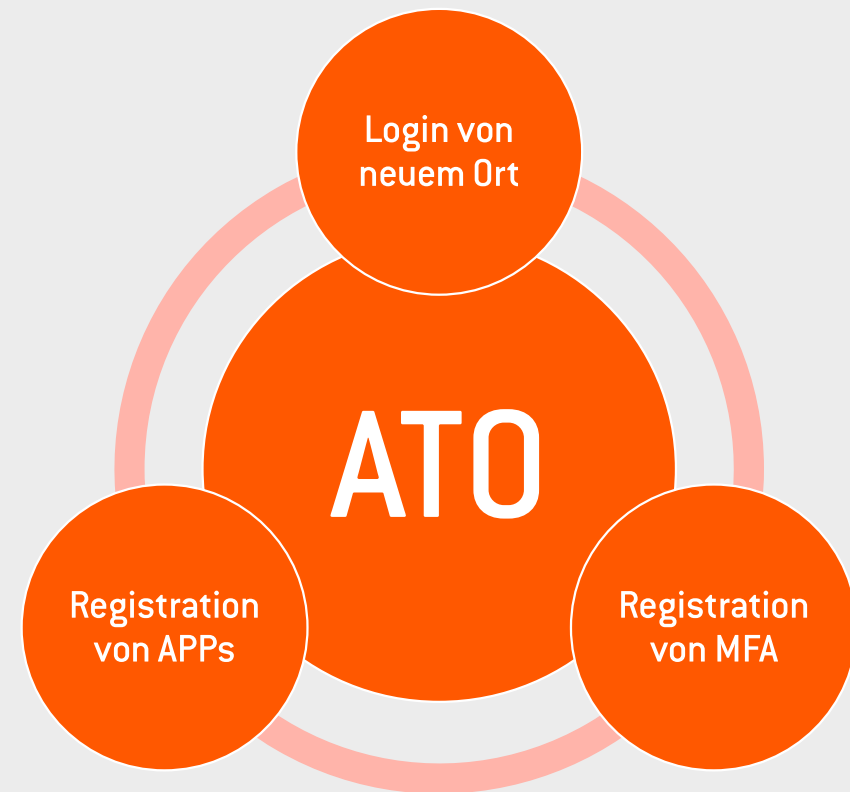 Login von
neuem Ort
ATO
Registration
von APPs
Registration
von MFA